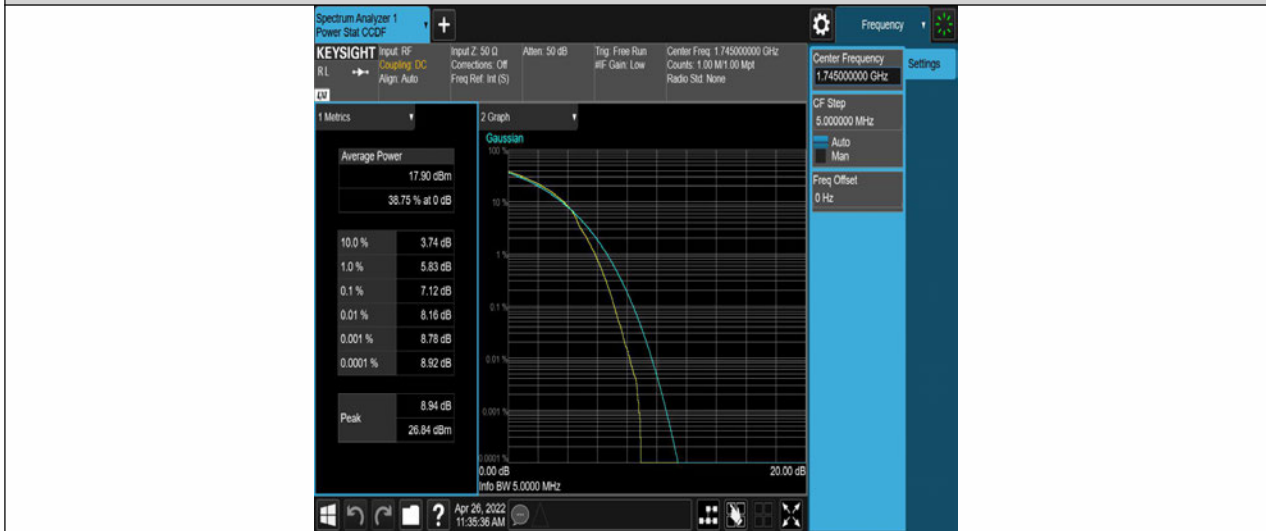 Spectrum Analyzer 1
Power Stat CCDF
Frequency
KEYSIGHT
Input: RF
Coupling: DC
Align: Auto
Input Z: 50 Ω
Corrections: Off
Freq Ref: Int (S)
Atten: 50 dB
Trig: Free Run
#IF Gain: Low
Center Freq: 1.745000000 GHz
Counts: 1.00 M/1.00 Mpt
Radio Std: None
R L
Center Frequency
1.745000000 GHz
Settings
CF Step
5.000000 MHz
Auto
Man
Freq Offset
0 Hz
1 Metrics
Average Power
17.90 dBm
38.75 % at 0 dB
10.0 % 3.74 dB
1.0 % 5.83 dB
0.1 % 7.12 dB
0.01 % 8.16 dB
0.001 % 8.78 dB
0.0001 % 8.92 dB
Peak
8.94 dB
26.84 dBm
2 Graph
Gaussian
100 %
10 %
1 %
0.1 %
0.01 %
0.001 %
0.0001 %
0.00 dB
20.00 dB
Info BW 5.0000 MHz
?
Apr 26, 2022
11:35:36 AM